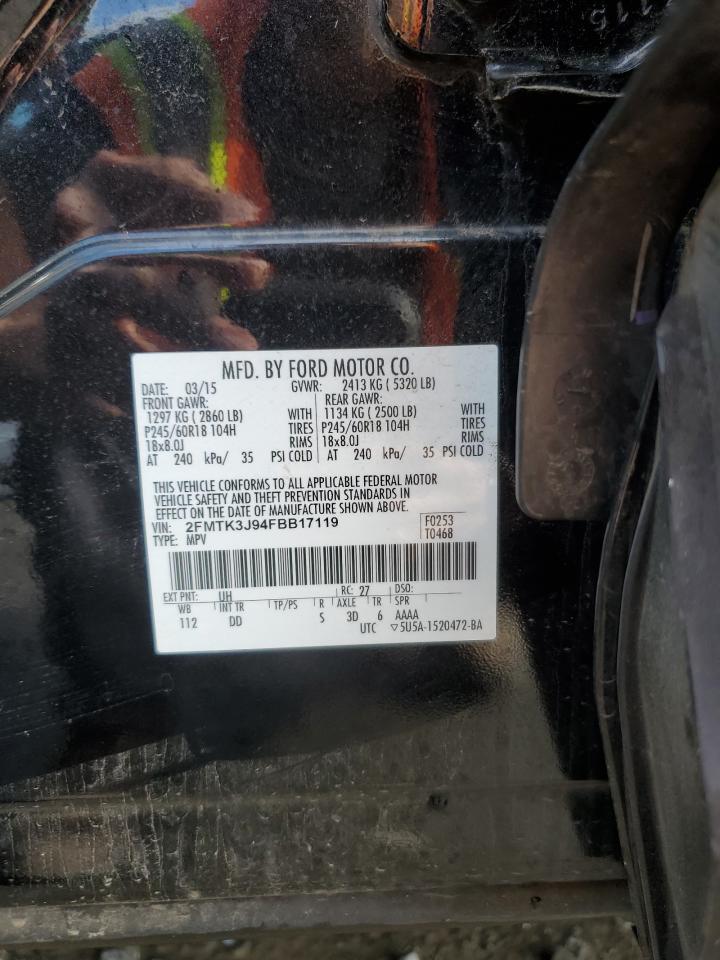 115
MFD. BY FORD MOTOR CO.
DATE: 03/15 GVWR: 2413 KG ( 5320 LB)
FRONT GAWR: REAR GAWR:
1297 KG ( 2860 LB) WITH 1134 KG ( 2500 LB) WITH
P245/60R18 104H TIRES P245/60R18 104H TIRES
18x8.0J RIMS 18x8.0J RIMS
AT 240 kPa/ 35 PSI COLD AT 240 kPa/ 35 PSI COLD
THIS VEHICLE CONFORMS TO ALL APPLICABLE FEDERAL MOTOR
VEHICLE SAFETY AND THEFT PREVENTION STANDARDS IN
EFFECT ON THE DATE OF MANUFACTURE SHOWN ABOVE.
VIN: 2FMTK3J94FBB17119 F0253
TYPE: MPV T0468
EXT PNT: UH RC: 27 DSO:
WB INT TR TP/PS R AXLE TR SPR
112 DD S 3D 6 AAAA
UTC ▽5U5A-1520472-BA